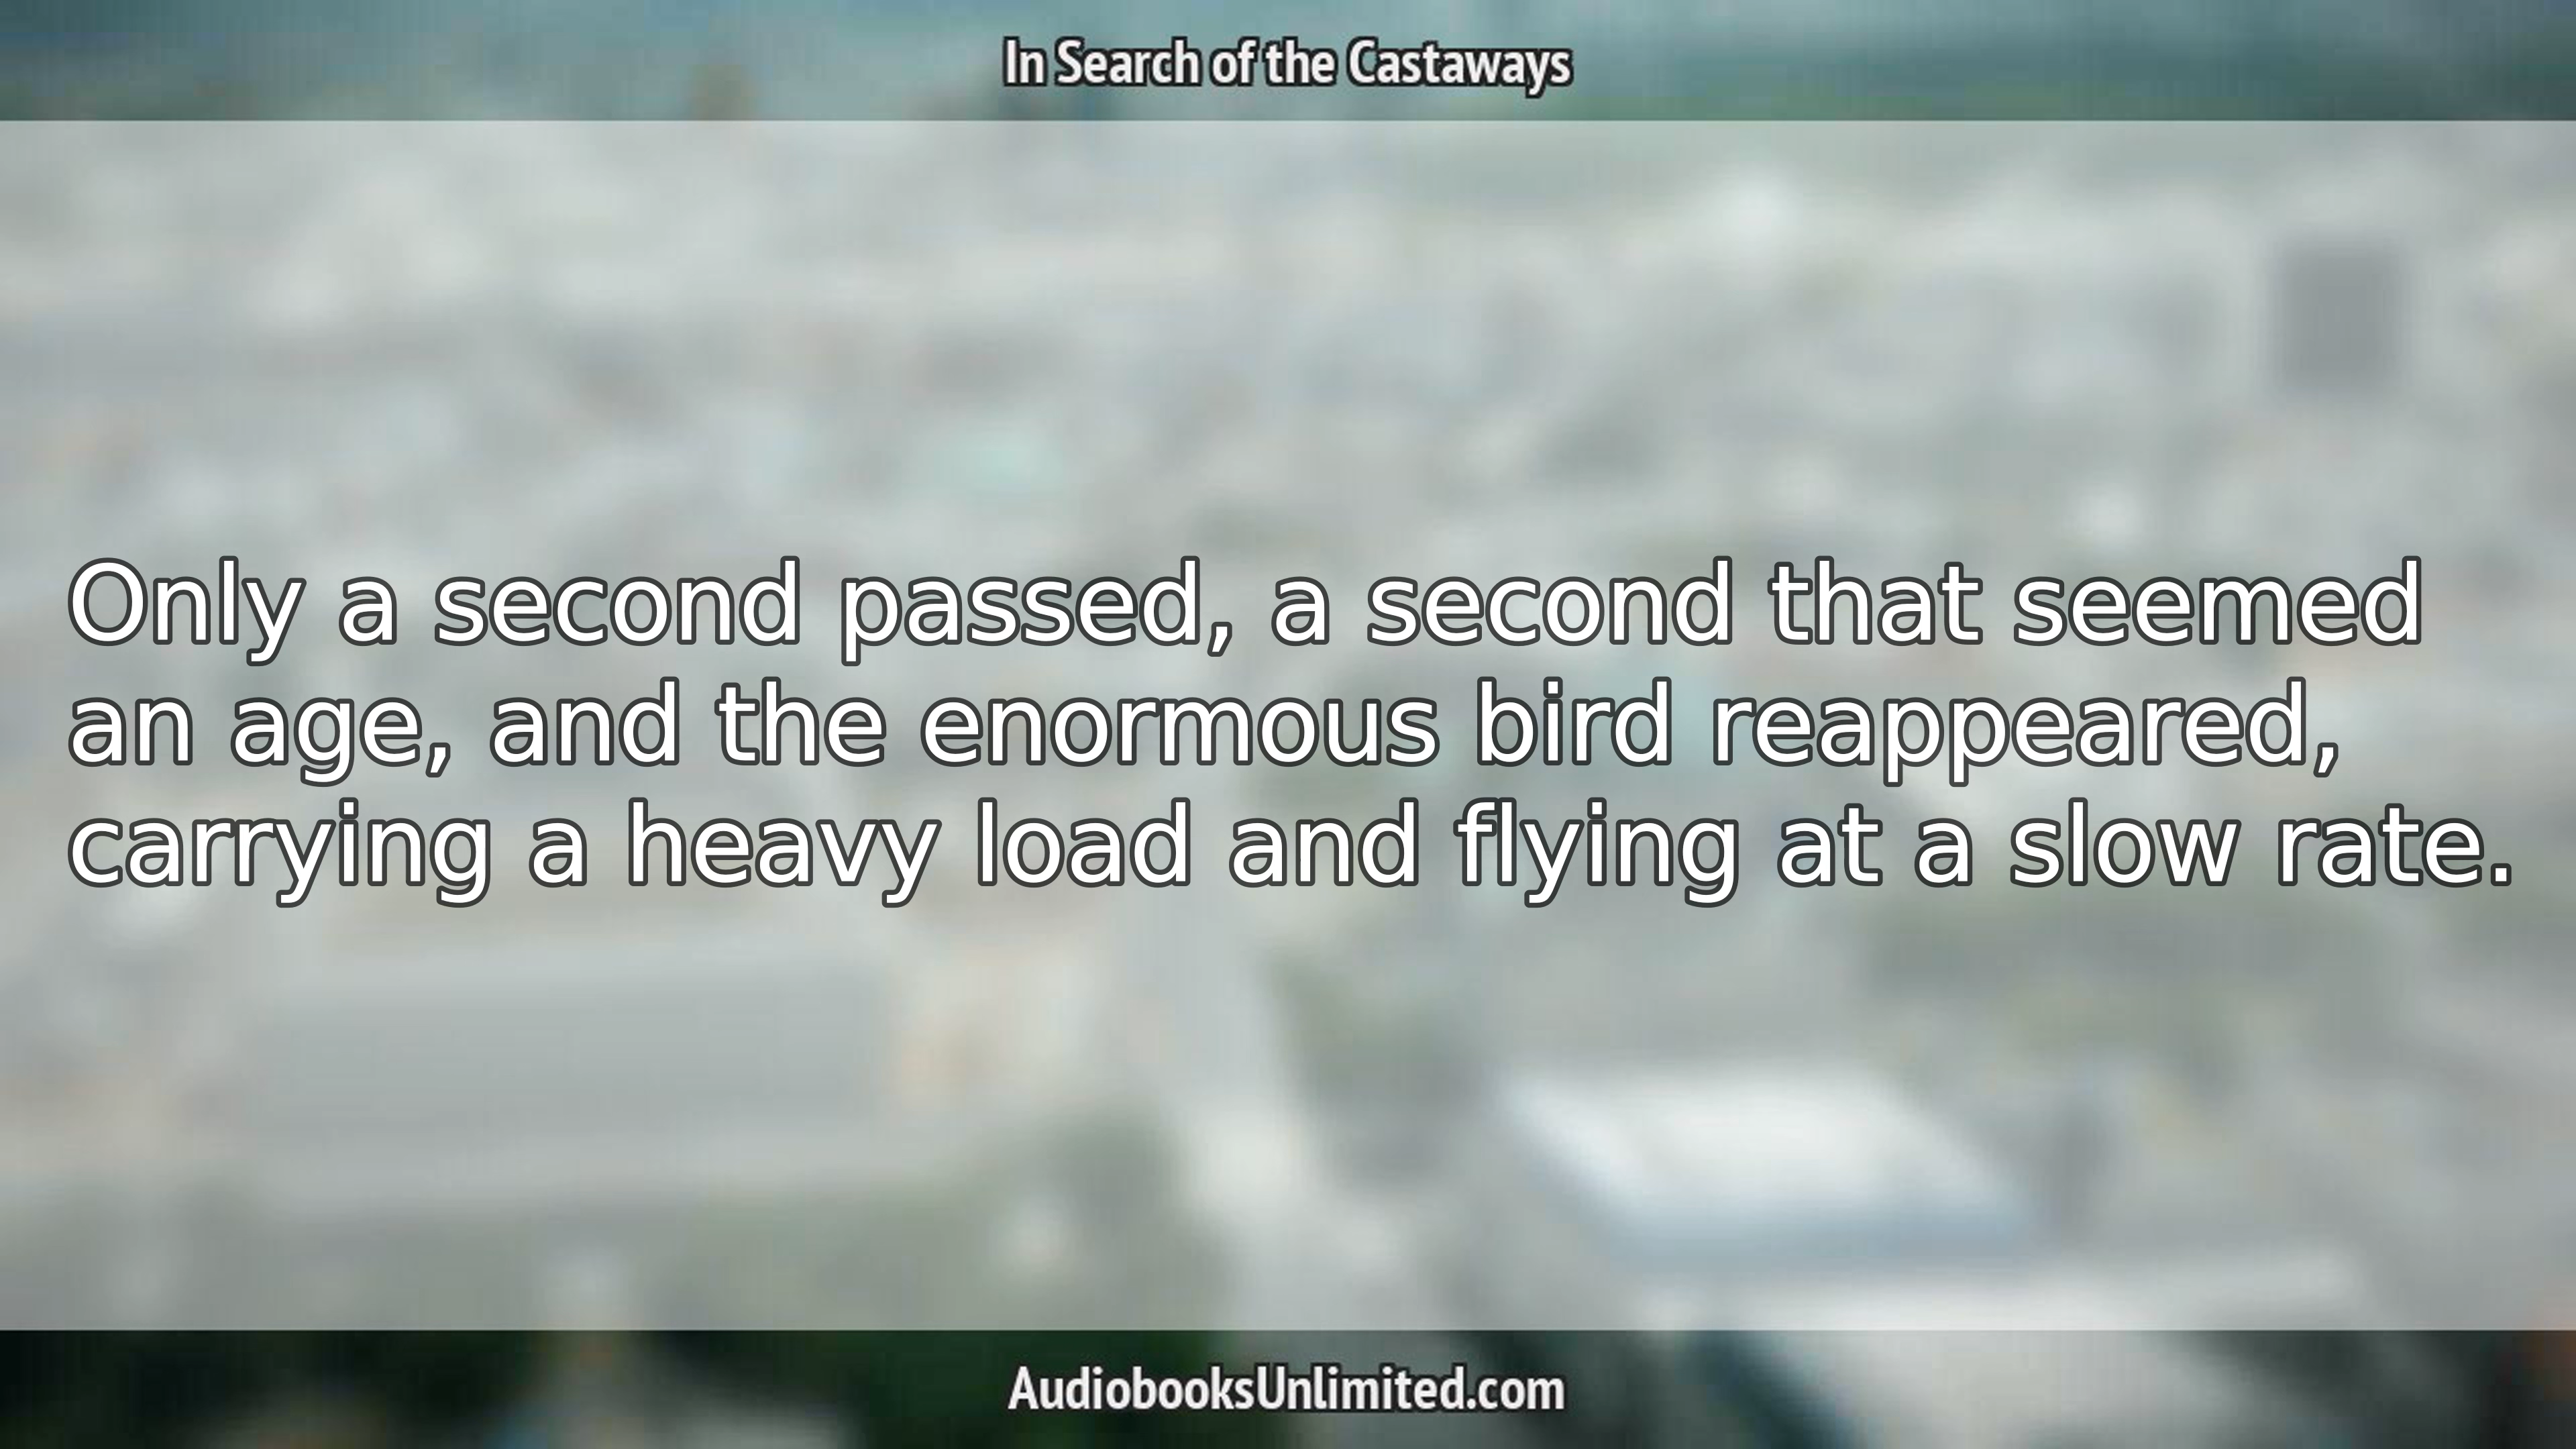 In Search of the Castaways
Only a second passed, a second that seemed
an age, and the enormous bird reappeared,
carrying a heavy load and flying at a slow rate.
AudiobooksUnlimited.com